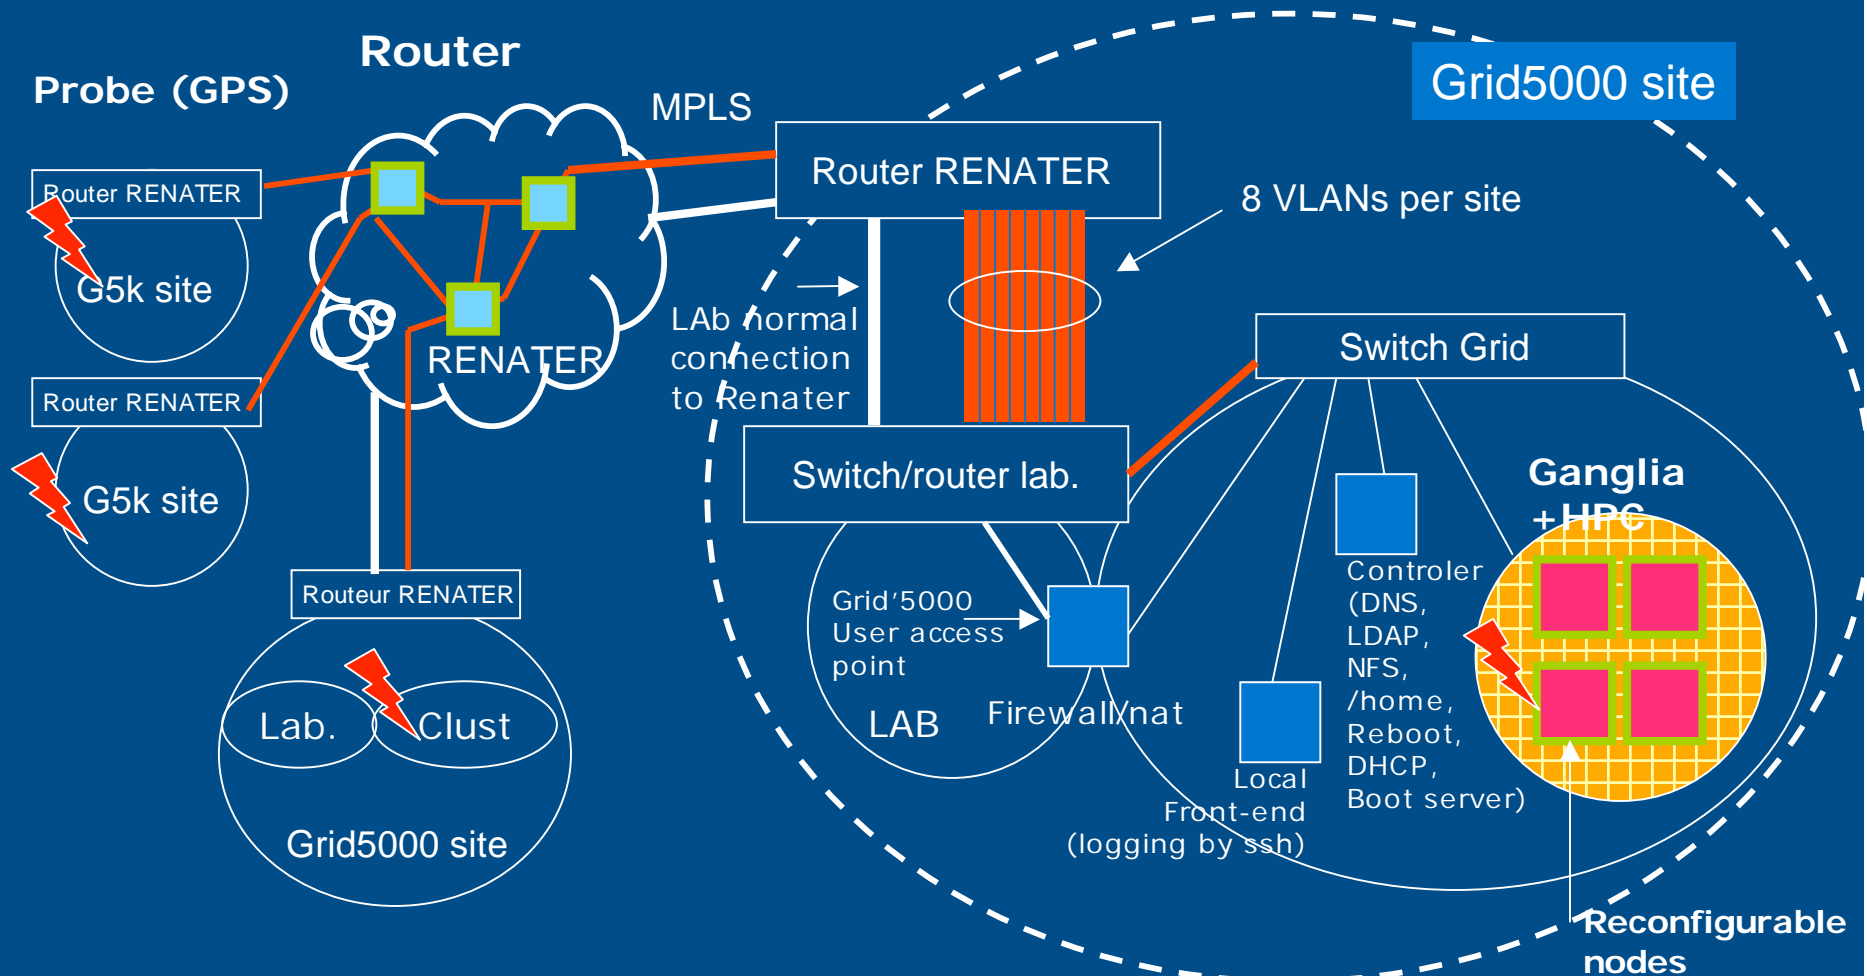 Router
Probe (GPS)
MPLS
Grid5000 site
Router RENATER
G5k site
Router RENATER
G5k site
RENATER
Routeur RENATER
Lab.
Clust
Grid5000 site
Router RENATER
8 VLANs per site
LAb normal
connection
to Renater
Switch Grid
Switch/router lab.
Grid'5000
User access
point
LAB
Firewall/nat
Local
Front-end
(logging by ssh)
Controler
(DNS,
LDAP,
NFS,
/home,
Reboot,
DHCP,
Boot server)
Ganglia
+HPC
Reconfigurable
nodes